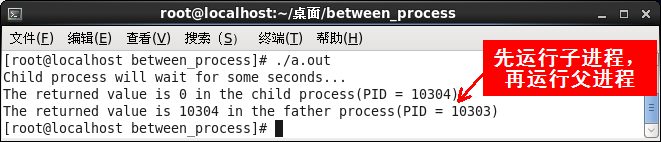 root@localhost:~/桌面/between_process
文件(F) 编辑(E) 查看(V) 搜索 (S) 终端(T) 帮助(H)
[root@localhost between_process]# ./a.out
Child process will wait for some seconds...
The returned value is 0 in the child process(PID = 10304)
The returned value is 10304 in the father process(PID = 10303)
[root@localhost between_process]#
先运行子进程，
再运行父进程